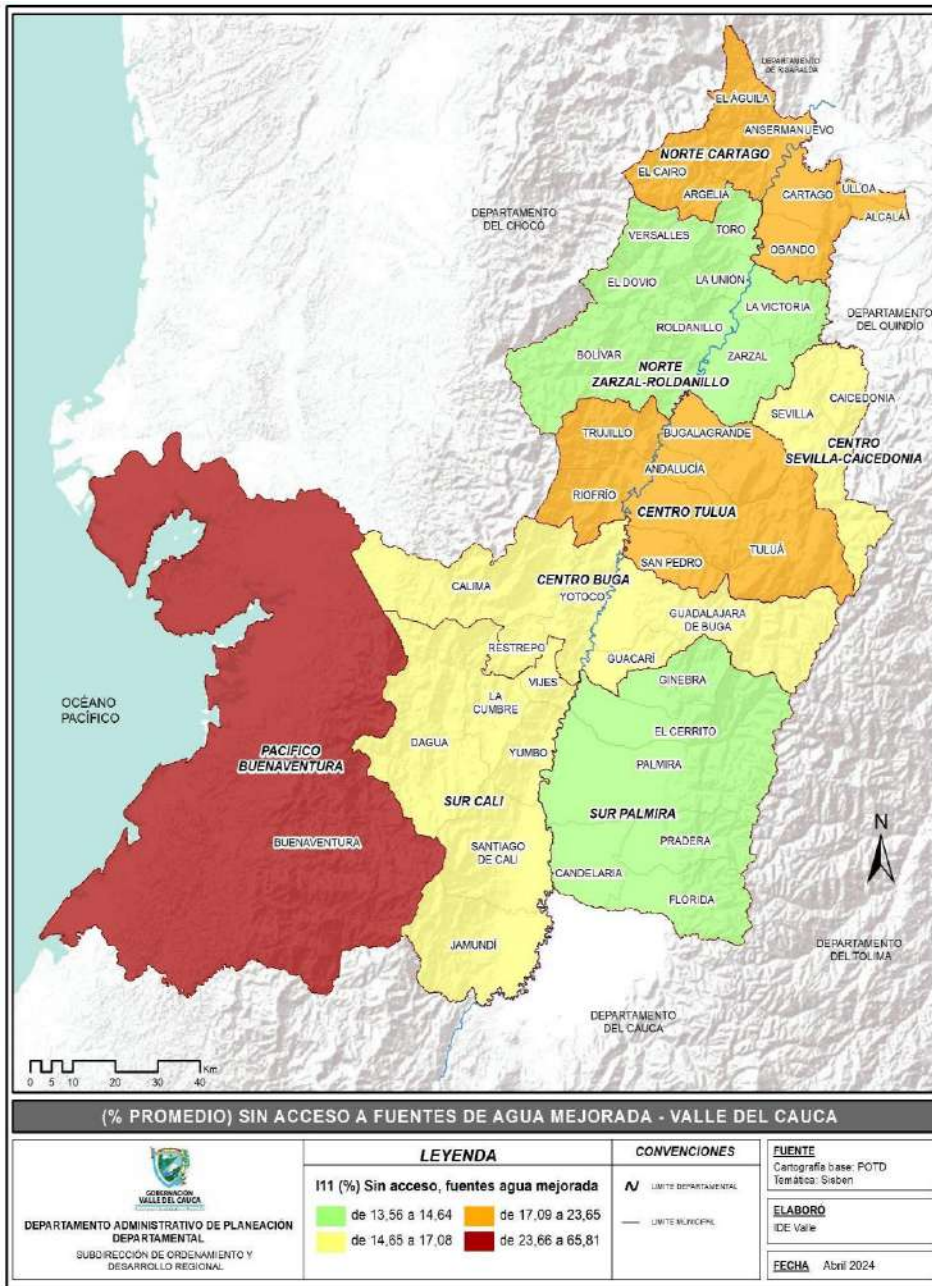 DEPARTAMENTO
DE RISARALDA
EL ÁGUILA
ANSERMANUEVO
NORTE CARTAGO
EL CAIRO
ARGELIA
CARTAGO
ULLOA
ALCALÁ
DEPARTAMENTO
DEL CHOCÓ
VERSALLES
TORO
OBANDO
EL DOVIO
LA UNIÓN
LA VICTORIA
DEPARTAMENTO
DEL QUINDÍO
ROLDANILLO
BOLÍVAR
ZARZAL
NORTE
ZARZAL-ROLDANILLO
CAICEDONIA
SEVILLA
CENTRO
SEVILLA-CAICEDONIA
TRUJILLO
BUGALAGRANDE
ANDALUCÍA
RIOFRÍO
CENTRO TULUA
SAN PEDRO
TULUÁ
CALIMA
CENTRO BUGA
YOTOCO
GUADALAJARA
DE BUGA
RESTREPO
GUACARÍ
VIJES
GINEBRA
LA
CUMBRE
OCÉANO
PACÍFICO
EL CERRITO
DAGUA
YUMBO
PACÍFICO
BUENAVENTURA
PALMIRA
SUR CALI
SUR PALMIRA
N
BUENAVENTURA
SANTIAGO
DE CALI
PRADERA
CANDELARIA
FLORIDA
JAMUNDÍ
DEPARTAMENTO
DEL TOLIMA
DEPARTAMENTO
DEL CAUCA
Km
0 5 10 20 30 40
(% PROMEDIO) SIN ACCESO A FUENTES DE AGUA MEJORADA - VALLE DEL CAUCA
GOBERNACIÓN
VALLE DEL CAUCA
DEPARTAMENTO ADMINISTRATIVO DE PLANEACIÓN
DEPARTAMENTAL
SUBDIRECCIÓN DE ORDENAMIENTO Y
DESARROLLO REGIONAL
LEYENDA
I11 (%) Sin acceso, fuentes agua mejorada
de 13,56 a 14,64
de 17,09 a 23,65
de 14,65 a 17,08
de 23,66 a 65,81
CONVENCIONES
LIMITE DEPARTAMENTAL
LIMITE MUNICIPAL
FUENTE
Cartografía base: POTD
Temática: Sisben
ELABORÓ
IDE Valle
FECHA Abril 2024